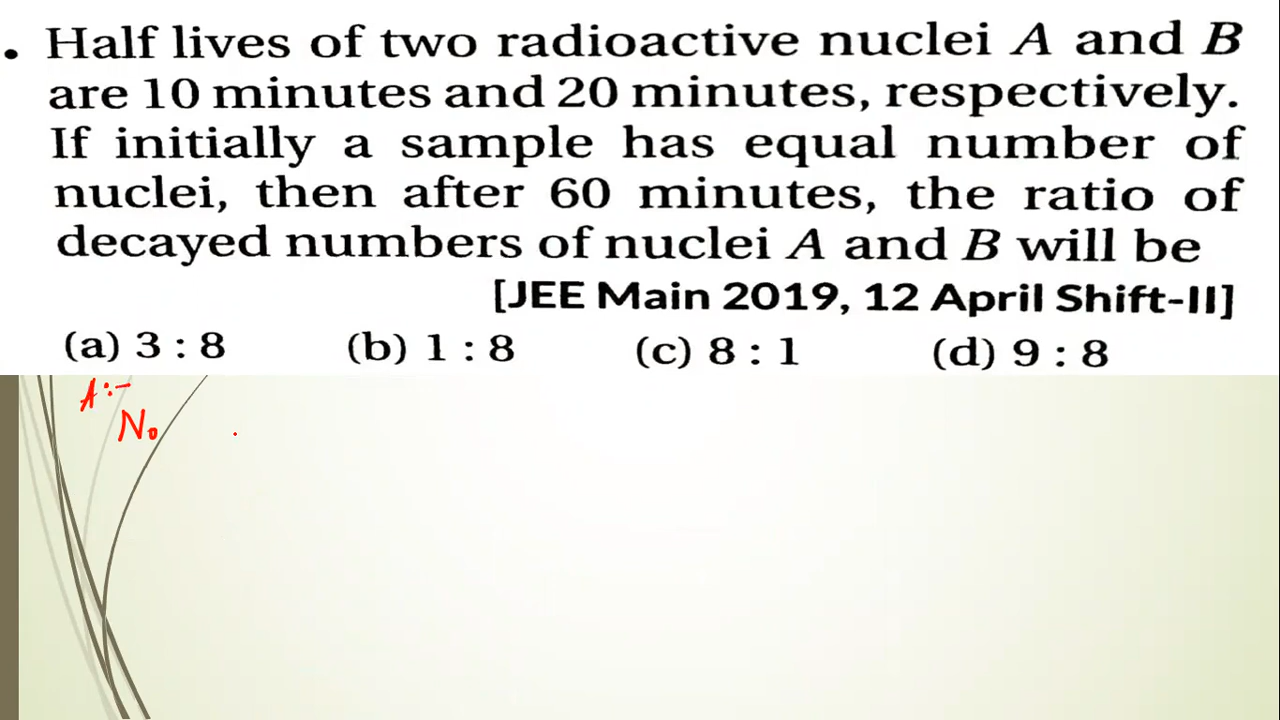 . Half lives of two radioactive nuclei A and B
are 10 minutes and 20 minutes, respectively.
If initially a sample has equal number of
nuclei, then after 60 minutes, the ratio of
decayed numbers of nuclei A and B will be
[JEE Main 2019, 12 April Shift-II]
(a) 3 : 8 (b) 1 : 8 (c) 8 : 1 (d) 9 : 8
A :-
N₀